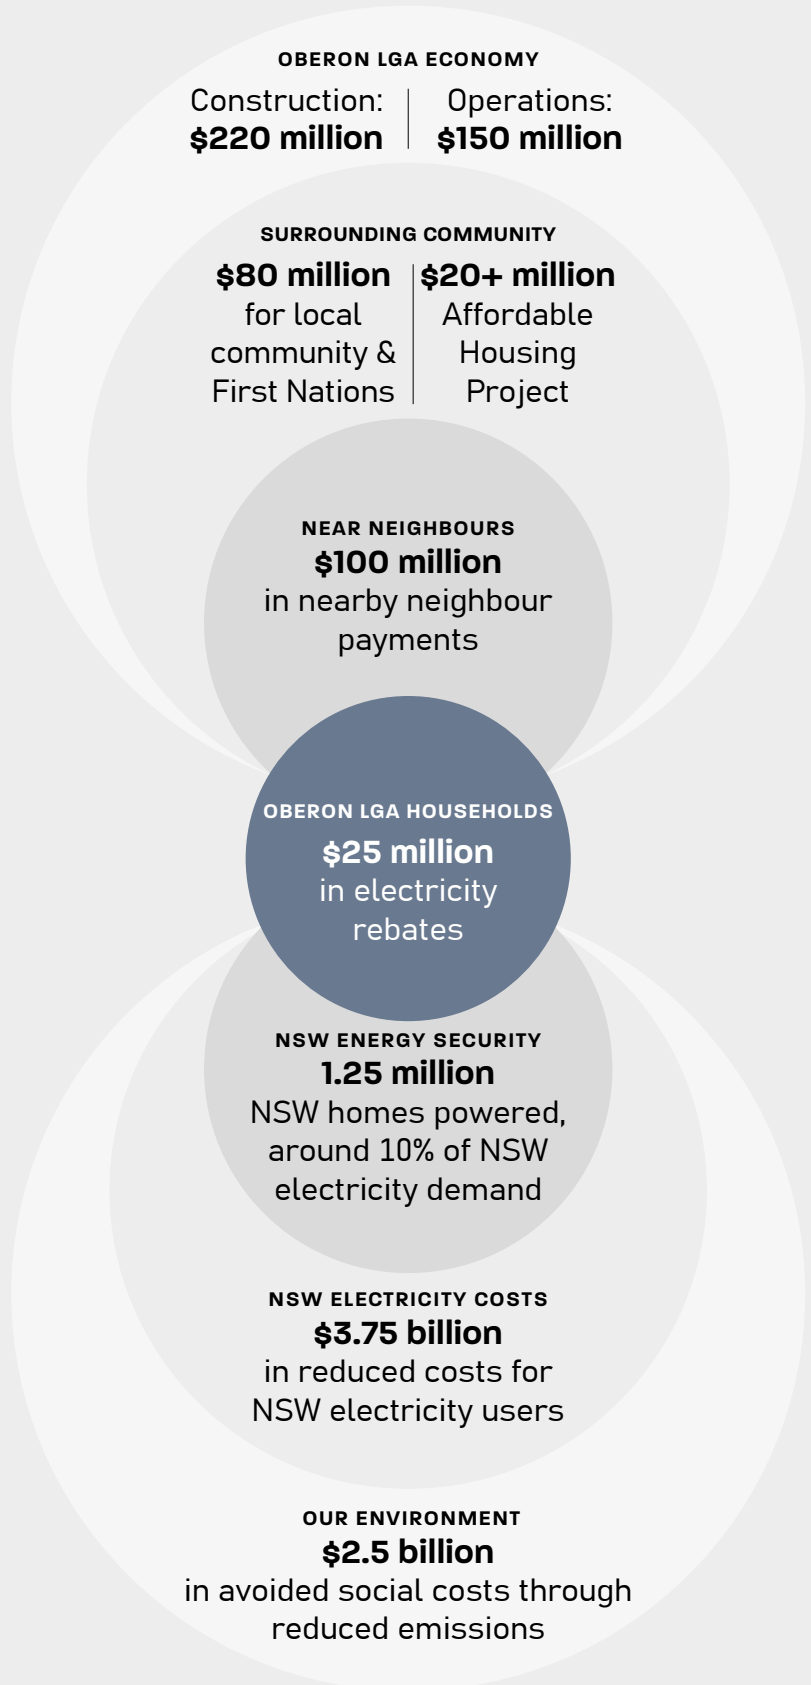 OBERON LGA ECONOMY
Construction:
$220 million
Operations:
$150 million
SURROUNDING COMMUNITY
$80 million
for local
community &
First Nations
$20+ million
Affordable
Housing
Project
NEAR NEIGHBOURS
$100 million
in nearby neighbour
payments
OBERON LGA HOUSEHOLDS
$25 million
in electricity
rebates
NSW ENERGY SECURITY
1.25 million
NSW homes powered,
around 10% of NSW
electricity demand
NSW ELECTRICITY COSTS
$3.75 billion
in reduced costs for
NSW electricity users
OUR ENVIRONMENT
$2.5 billion
in avoided social costs through
reduced emissions